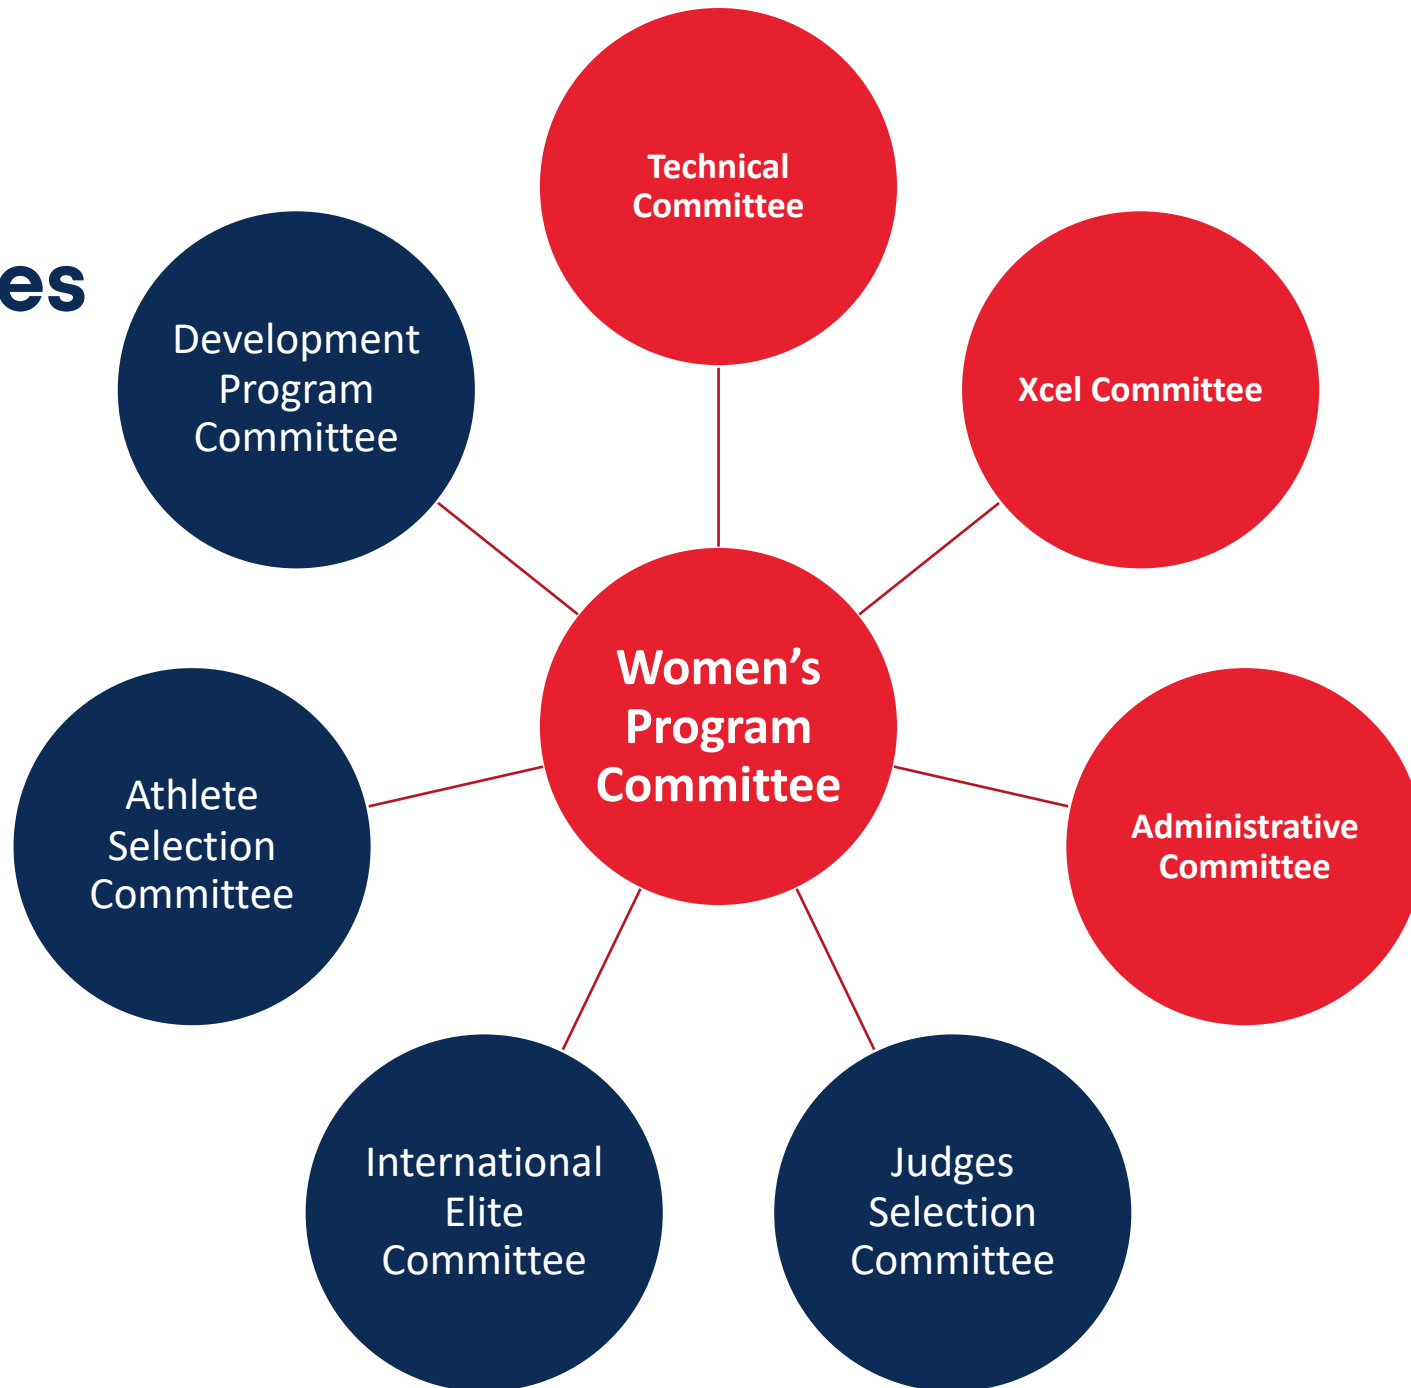 Technical
Committee
es
Development
Program
Committee
Xcel Committee
Women’s
Program
Committee
Athlete
Selection
Committee
Administrative
Committee
International
Elite
Committee
Judges
Selection
Committee